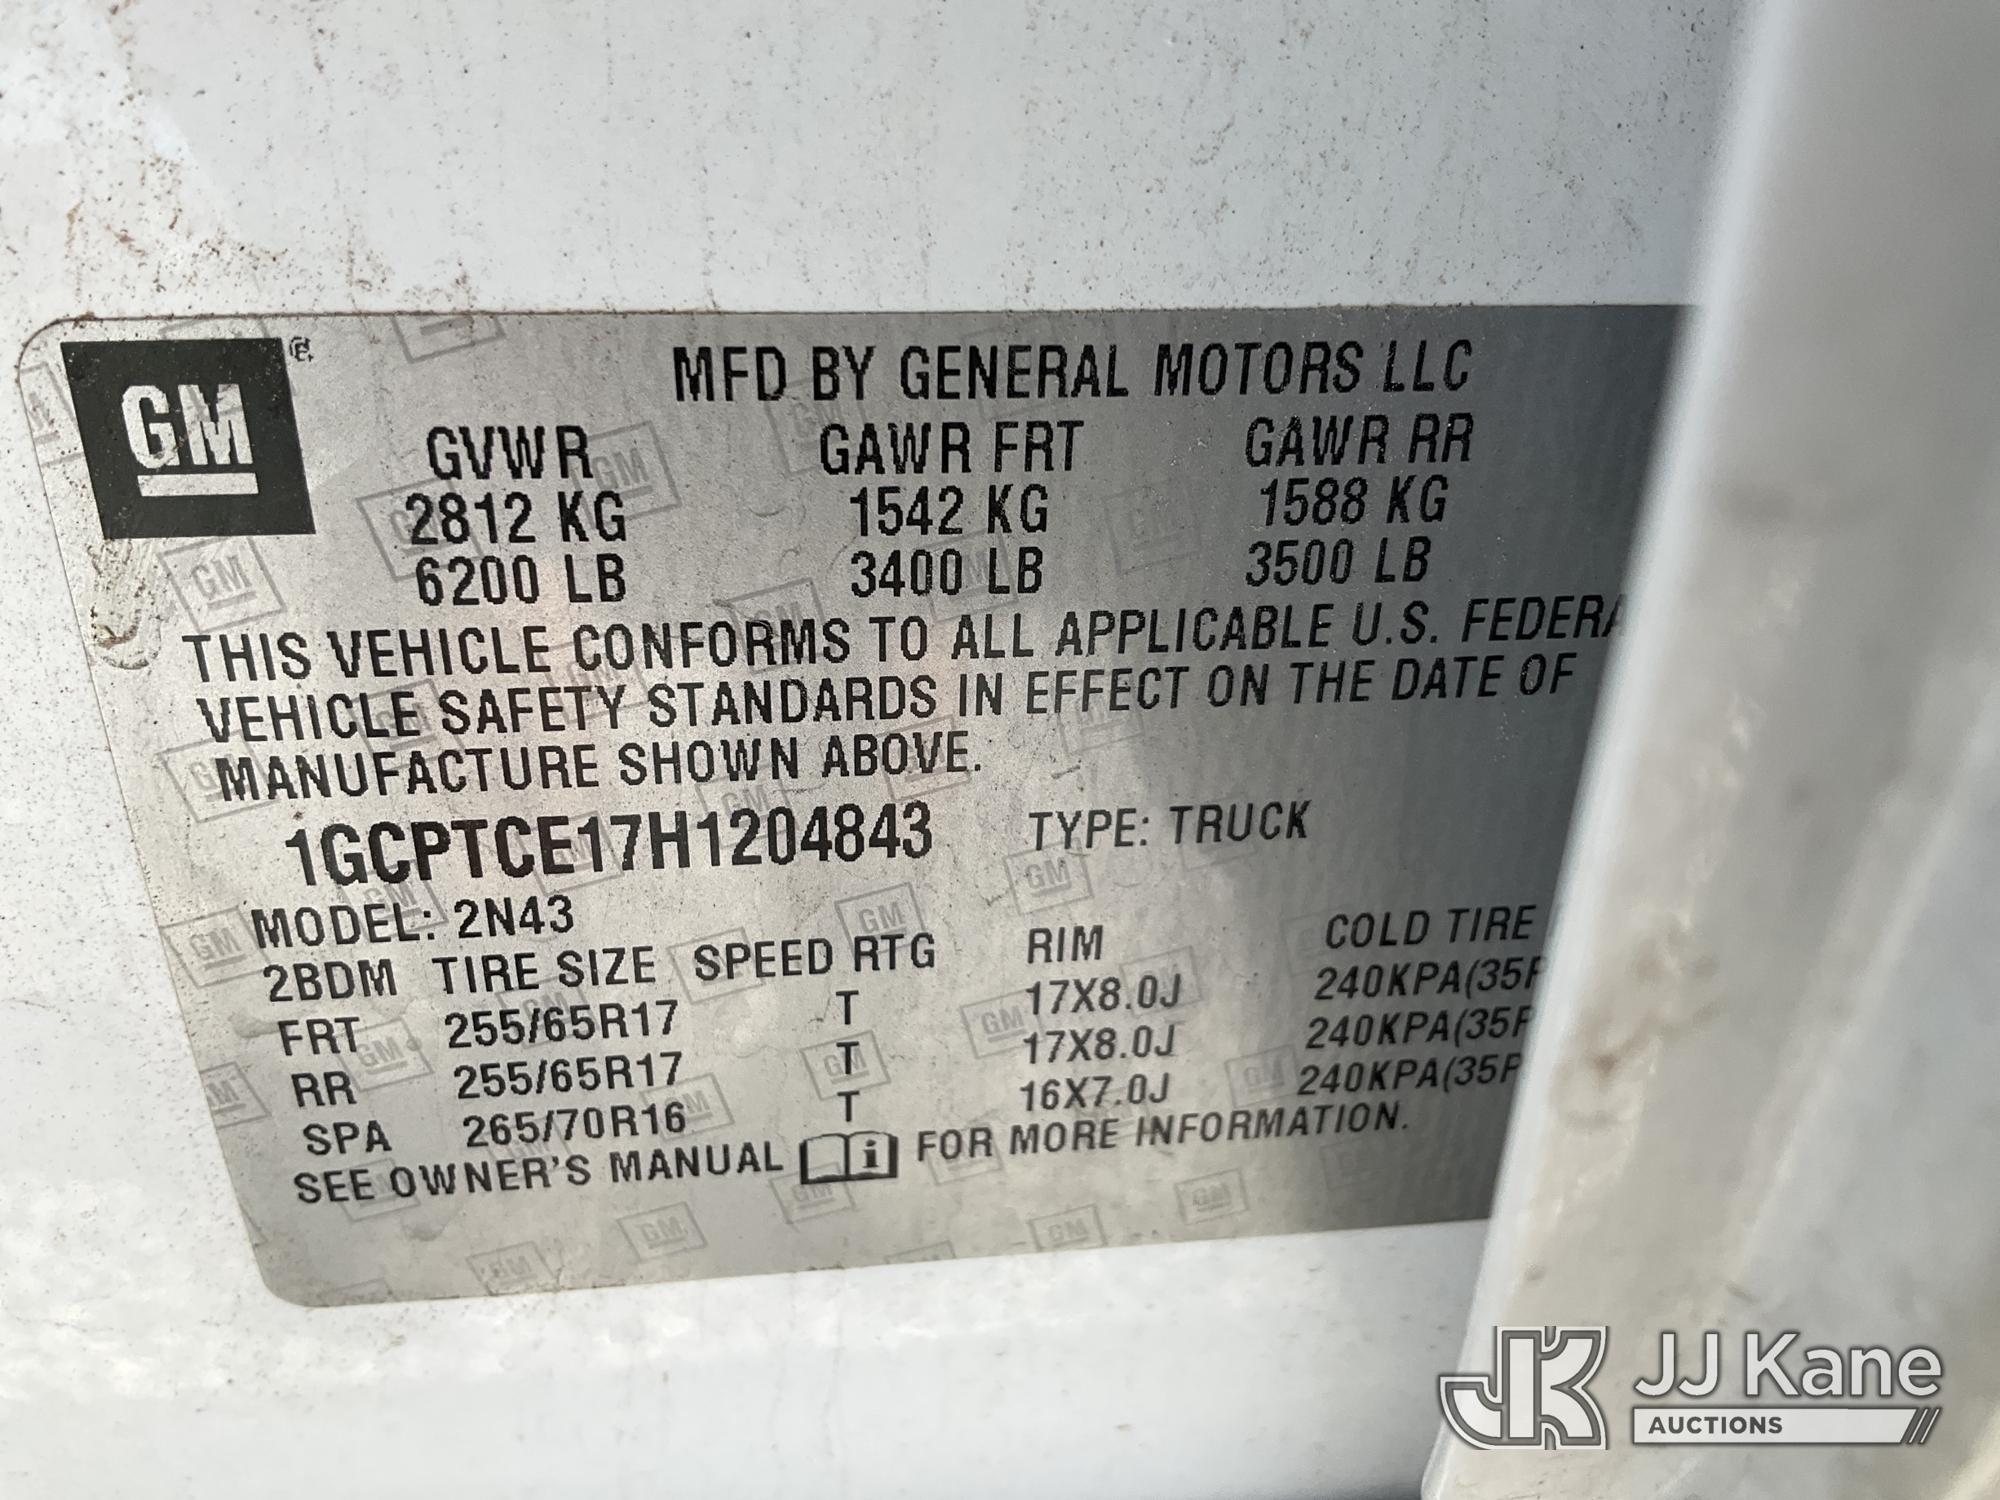 GM
MFD BY GENERAL MOTORS LLC
GVWR GAWR FRT GAWR RR
2812 KG 1542 KG 1588 KG
6200 LB 3400 LB 3500 LB
THIS VEHICLE CONFORMS TO ALL APPLICABLE U.S. FEDERA
VEHICLE SAFETY STANDARDS IN EFFECT ON THE DATE OF
MANUFACTURE SHOWN ABOVE.
1GCPTCE17H1204843 TYPE: TRUCK
MODEL: 2N43
2BDM TIRE SIZE SPEED RTG RIM COLD TIRE
FRT 255/65R17 T 17X8.0J 240KPA(35P
RR 255/65R17 T 17X8.0J 240KPA(35P
SPA 265/70R16 T 16X7.0J 240KPA(35P
SEE OWNER'S MANUAL i FOR MORE INFORMATION.
JK JJ Kane
AUCTIONS